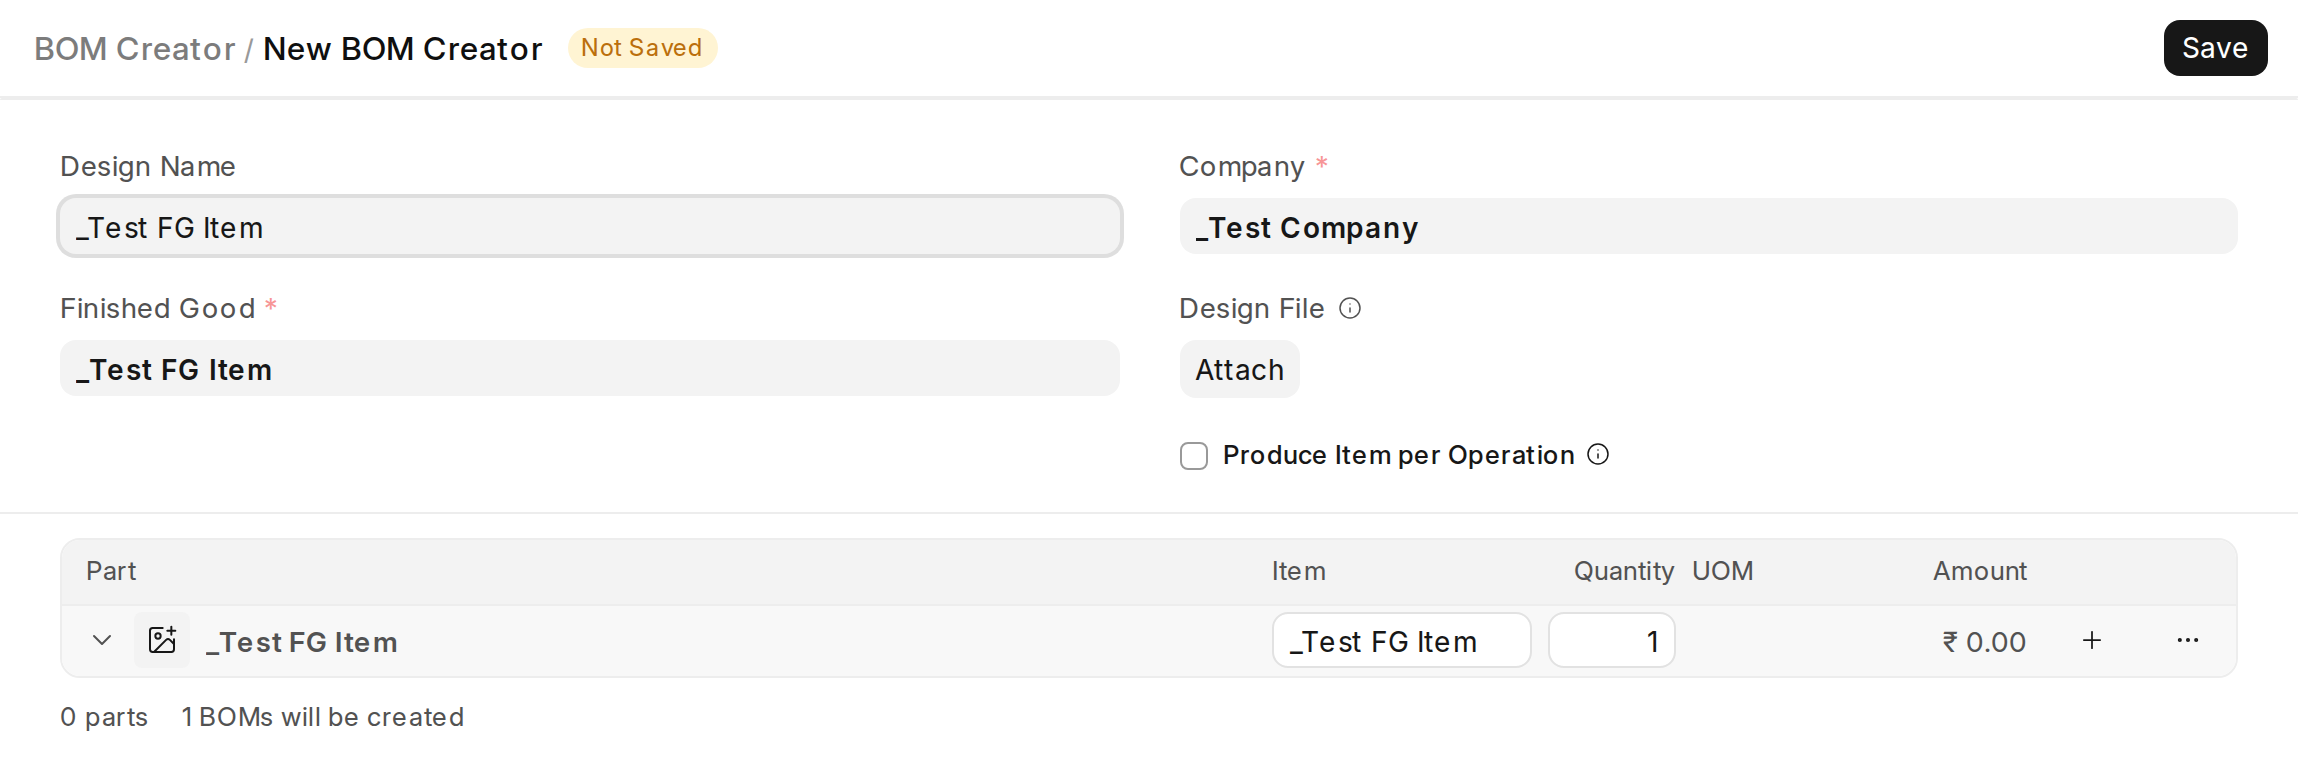 BOM Creator / New BOM Creator Not Saved Save
Design Name
_Test FG Item
Company *
_Test Company
Finished Good *
_Test FG Item
Design File
Attach
Produce Item per Operation
Part Item Quantity UOM Amount
_Test FG Item _Test FG Item 1 ₹ 0.00
0 parts 1 BOMs will be created